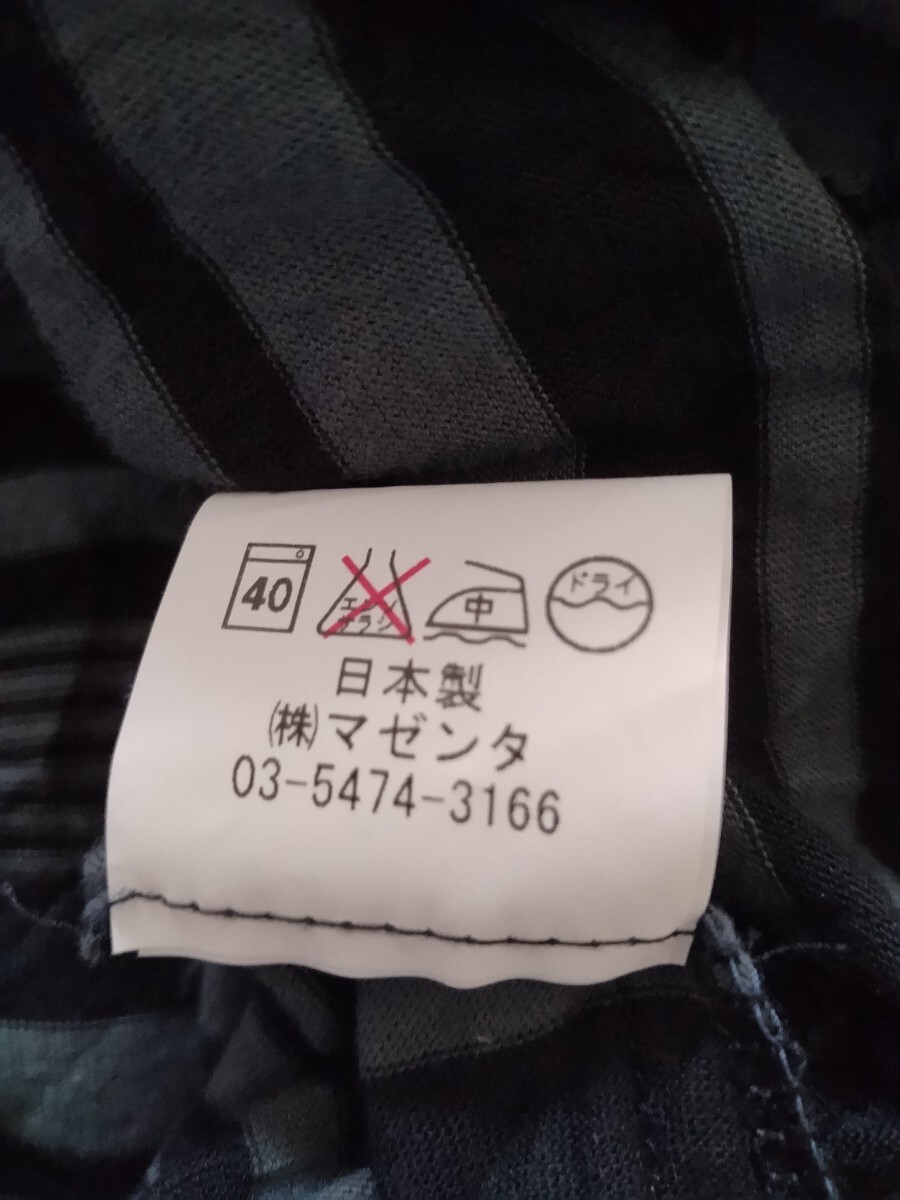 40 エンソ サラシ 中 ドライ
日本製
㈱マゼンタ
03-5474-3166